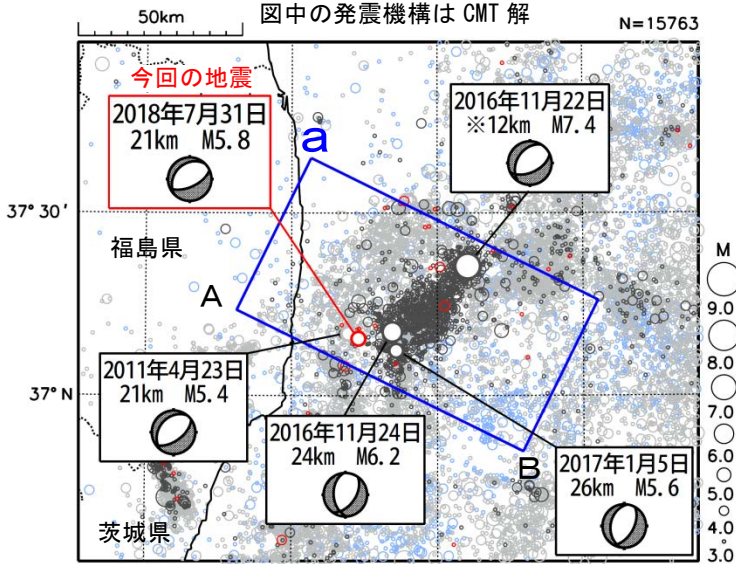 50km
図中の発震機構は CMT 解
N=15763
今回の地震
2018年7月31日
21km M5.8
2016年11月22日
※12km M7.4
a
37° 30′
福島県
A
M
9.0
8.0
7.0
6.0
5.0
4.0
3.0
2011年4月23日
21km M5.4
37° N
2016年11月24日
24km M6.2
B
2017年1月5日
26km M5.6
茨城県